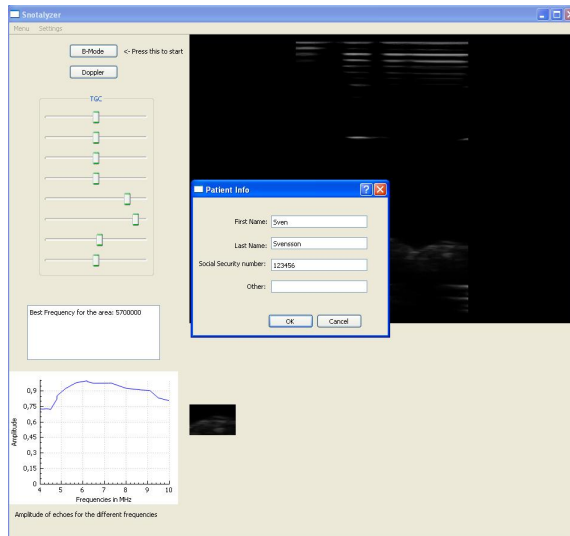 Snotalyzer
Menu Settings
B-Mode <- Press this to start
Doppler
TGC
Patient Info
First Name: Sven
Last Name: Svensson
Social Security number: 123456
Other:
OK Cancel
Best Frequency for the area: 5700000
0,9
0,75
0,6
0,45
0,3
0,15
0
Amplitude
4 5 6 7 8 9 10
Frequencies in MHz
Amplitude of echoes for the different frequencies